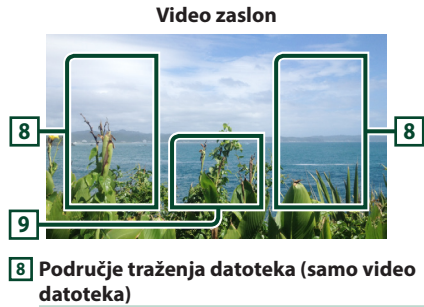 Video zaslon
8
8
9
8 Područje traženja datoteka (samo video
datoteka)